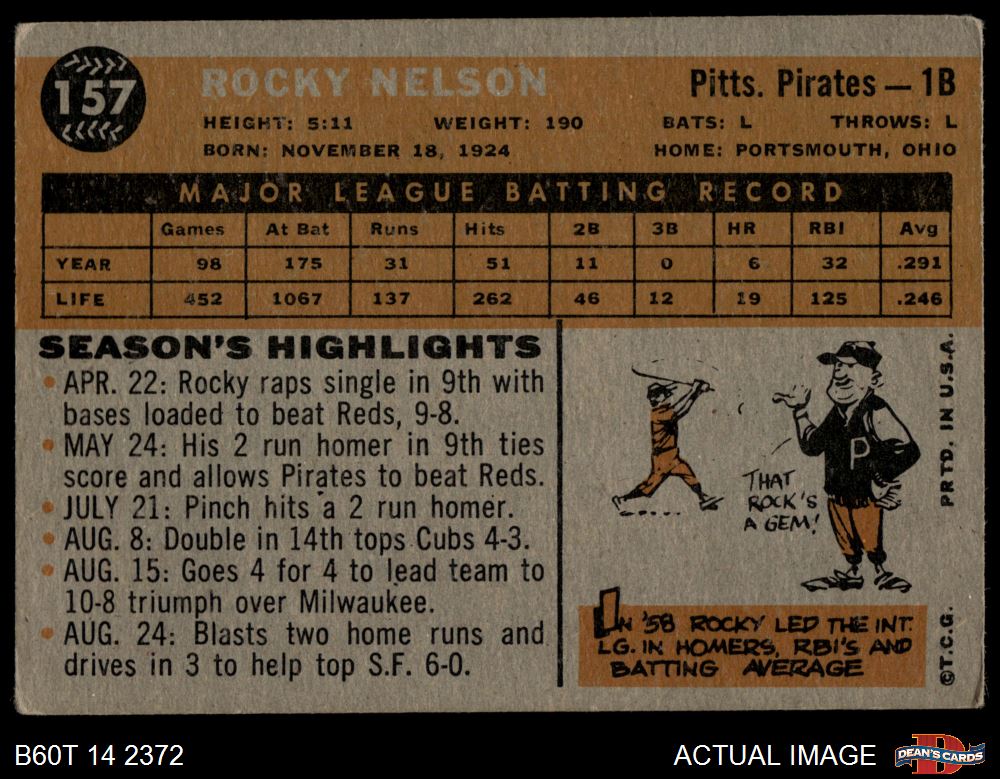 157
ROCKY NELSON
Pitts. Pirates — 1B
HEIGHT: 5:11 WEIGHT: 190 BATS: L THROWS: L
BORN: NOVEMBER 18, 1924 HOME: PORTSMOUTH, OHIO
MAJOR LEAGUE BATTING RECORD
Games At Bat Runs Hits 2B 3B HR RBI Avg
YEAR 98 175 31 51 11 0 6 32 .291
LIFE 452 1067 137 262 46 12 19 125 .246
SEASON'S HIGHLIGHTS
• APR. 22: Rocky raps single in 9th with
bases loaded to beat Reds, 9-8.
• MAY 24: His 2 run homer in 9th ties
score and allows Pirates to beat Reds.
• JULY 21: Pinch hits a 2 run homer.
• AUG. 8: Double in 14th tops Cubs 4-3.
• AUG. 15: Goes 4 for 4 to lead team to
10-8 triumph over Milwaukee.
• AUG. 24: Blasts two home runs and
drives in 3 to help top S.F. 6-0.
THAT
ROCK'S
A GEM!
P
IN '58 ROCKY LED THE INT.
LG. IN HOMERS, RBI'S AND
BATTING AVERAGE
©T.C.G. PRTD. IN U.S.A.
B60T 14 2372
ACTUAL IMAGE
DEAN'S CARDS